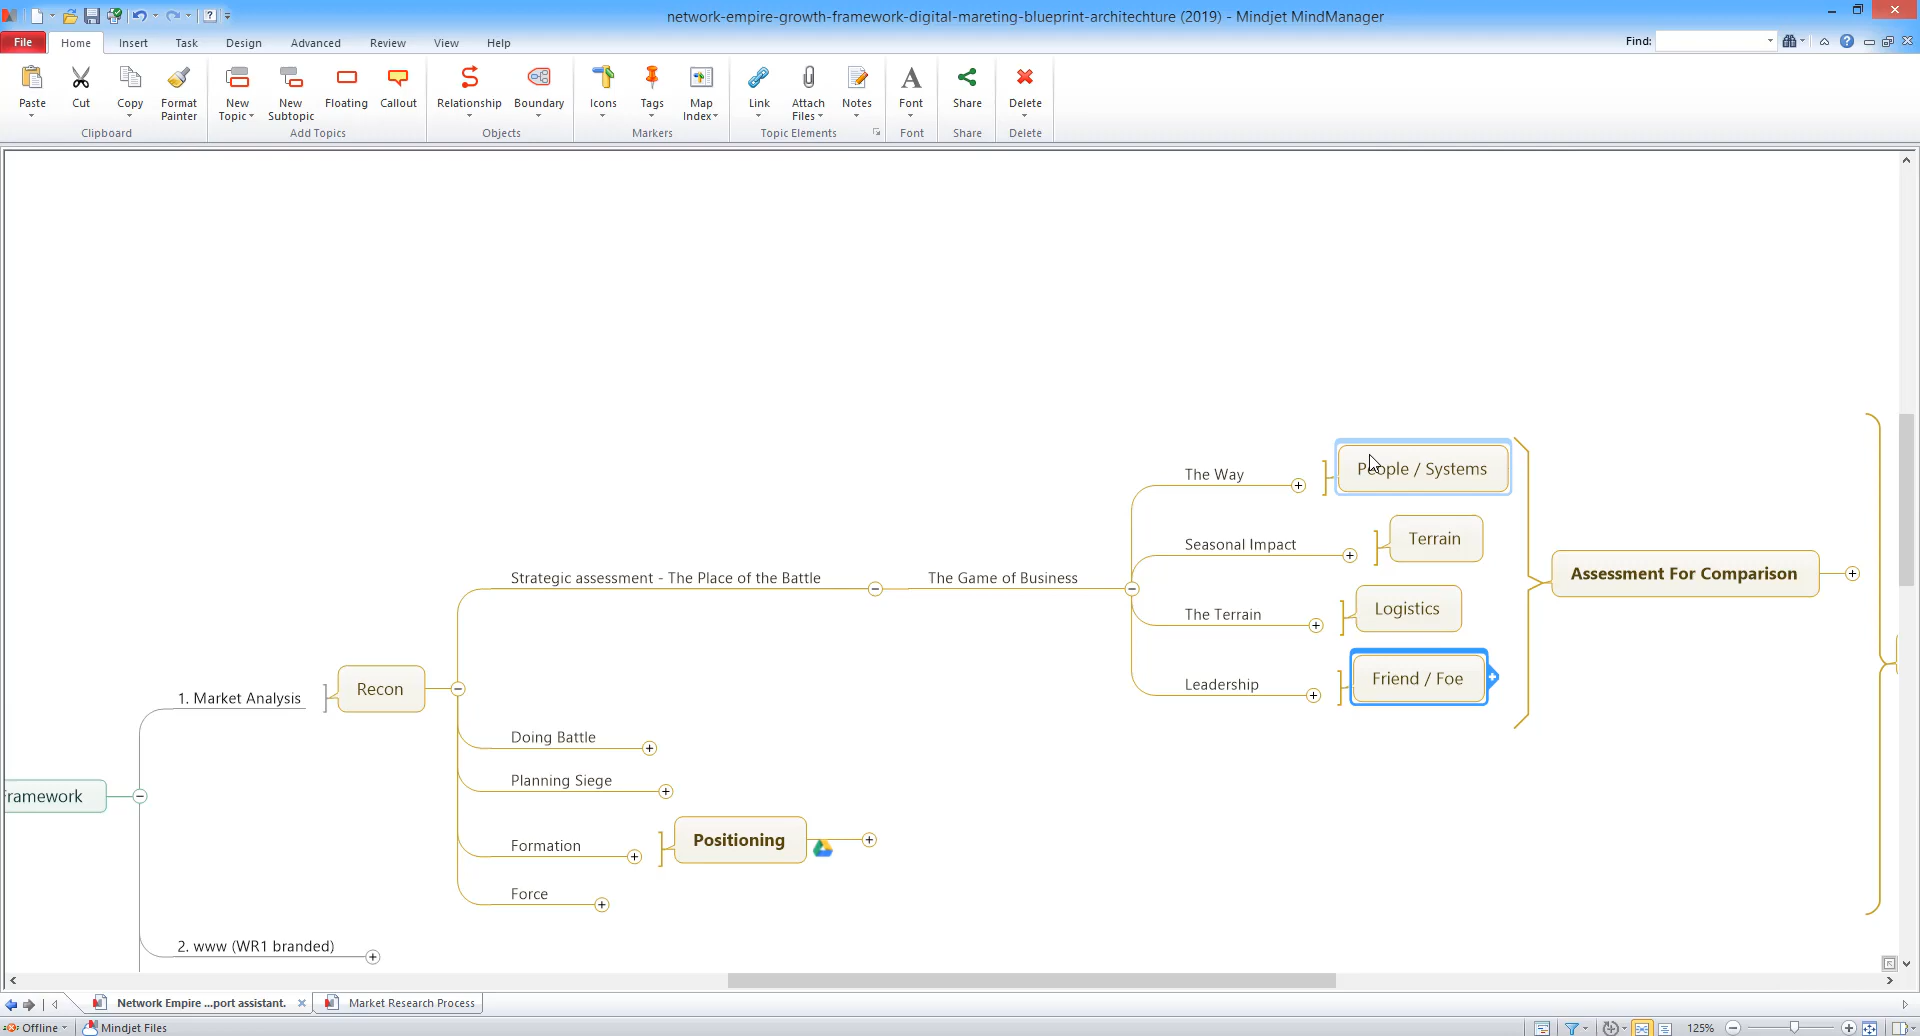 network-empire-growth-framework-digital-mareting-blueprint-architechture (2019) - Mindjet MindManager
File Home Insert Task Design Advanced Review View Help Find:
Paste Cut Copy Format Painter New Topic New Subtopic Floating Callout Relationship Boundary Icons Tags Map Index Link Attach Files Notes Font Share Delete
Clipboard Add Topics Objects Markers Topic Elements Font Share Delete
The Way People / Systems
Seasonal Impact Terrain
Strategic assessment - The Place of the Battle The Game of Business Assessment For Comparison
The Terrain Logistics
Leadership Friend / Foe
1. Market Analysis Recon
Doing Battle
Planning Siege
ramework
Formation Positioning
Force
2. www (WR1 branded)
Network Empire ...port assistant. Market Research Process
Offline Mindjet Files 125%